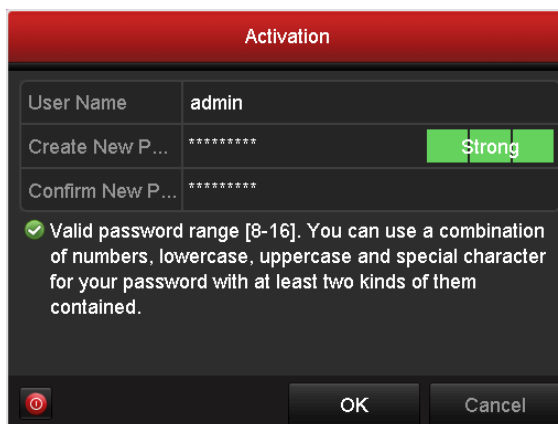 Activation
User Name admin
Create New P... ********* Strong
Confirm New P... *********
Valid password range [8-16]. You can use a combination
of numbers, lowercase, uppercase and special character
for your password with at least two kinds of them
contained.
OK Cancel